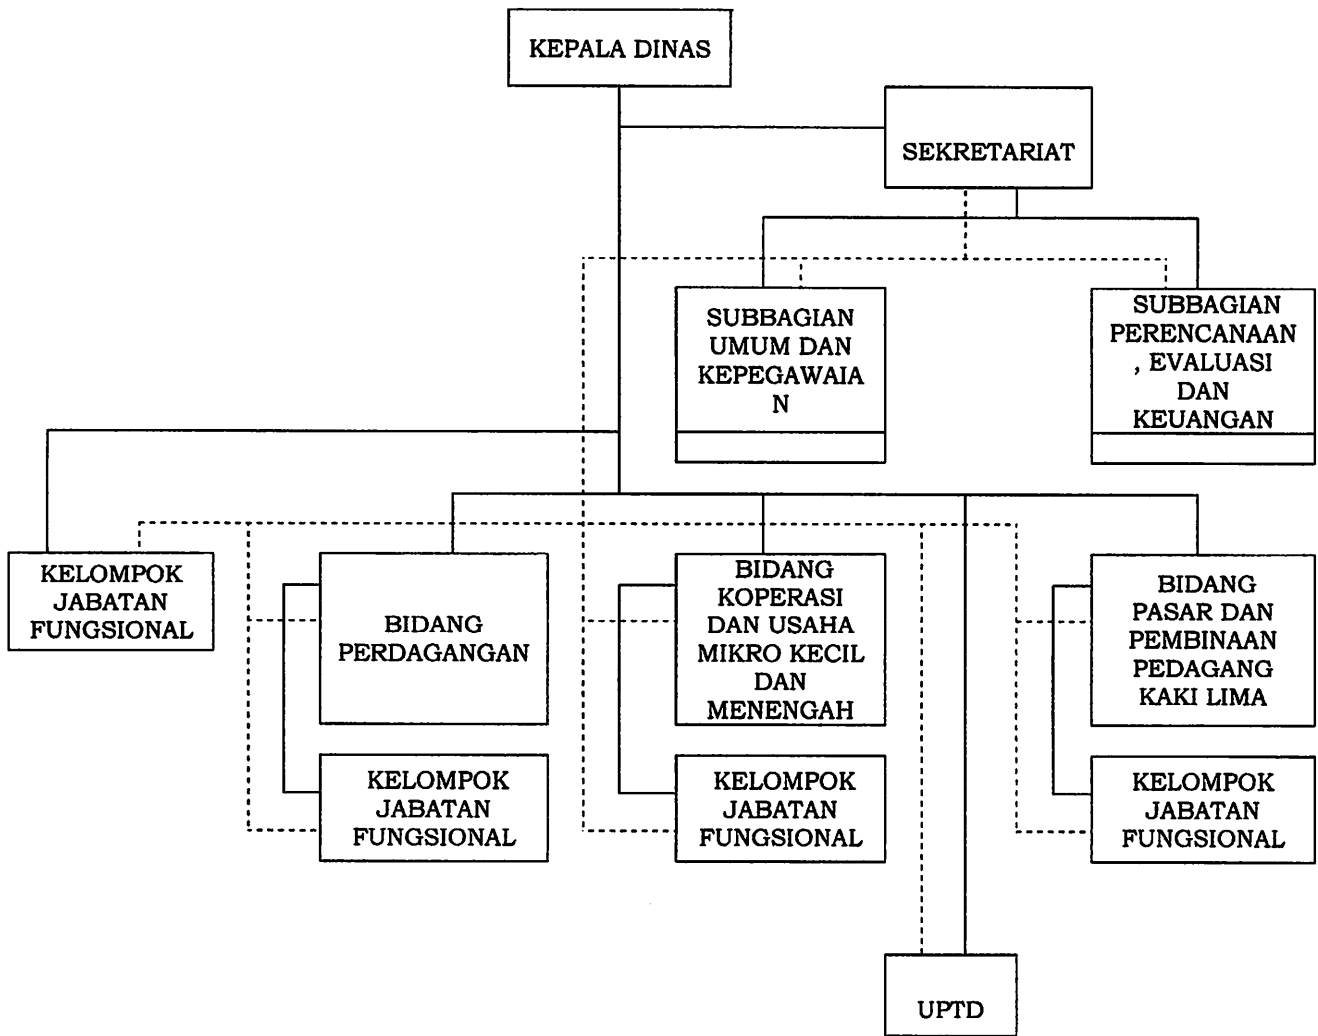 KEPALA DINAS
SEKRETARIAT
SUBBAGIAN
UMUM DAN
KEPEGAWAIA
N
SUBBAGIAN
PERENCANAAN
, EVALUASI
DAN
KEUANGAN
KELOMPOK
JABATAN
FUNGSIONAL
BIDANG
PERDAGANGAN
BIDANG
KOPERASI
DAN USAHA
MIKRO KECIL
DAN
MENENGAH
BIDANG
PASAR DAN
PEMBINAAN
PEDAGANG
KAKI LIMA
KELOMPOK
JABATAN
FUNGSIONAL
KELOMPOK
JABATAN
FUNGSIONAL
KELOMPOK
JABATAN
FUNGSIONAL
UPTD